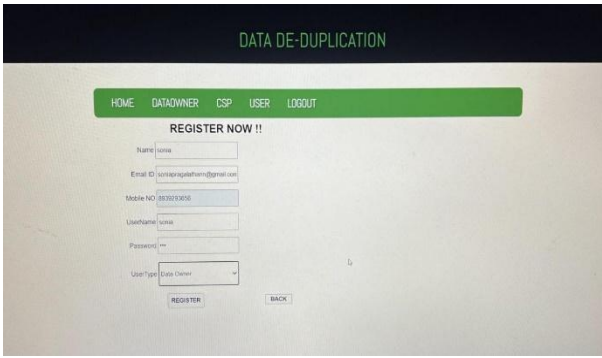 DATA DE-DUPLICATION
HOME DATAOWNER CSP USER LOGOUT
REGISTER NOW !!
Name sonia
Email ID
Mobile NO
UserName sonia
Password ***
UserType Data Owner
REGISTER BACK